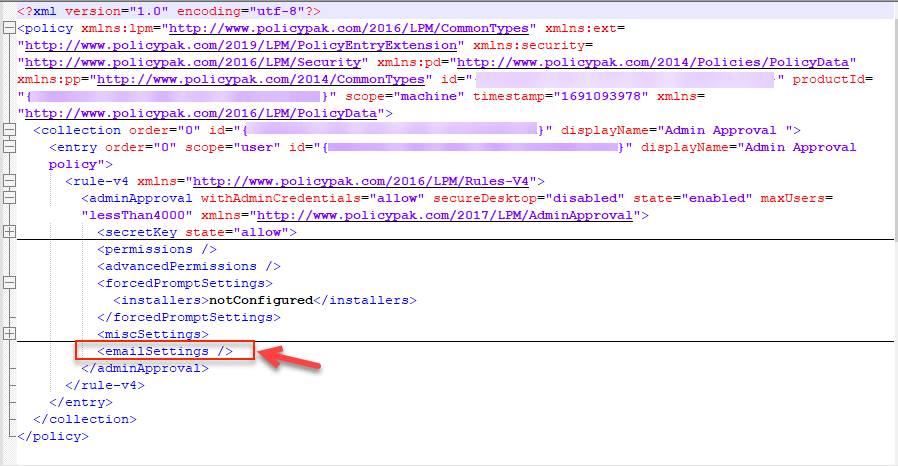 <?xml version="1.0" encoding="utf-8"?>
<policy xmlns:lpm="http://www.policypak.com/2016/LPM/CommonTypes" xmlns:ext=
"http://www.policypak.com/2019/LPM/PolicyEntryExtension" xmlns:security=
"http://www.policypak.com/2016/LPM/Security" xmlns:pd="http://www.policypak.com/2014/Policies/PolicyData"
xmlns:pp="http://www.policypak.com/2014/CommonTypes" id="" productId=
"{}" scope="machine" timestamp="1691093978" xmlns=
"http://www.policypak.com/2016/LPM/PolicyData">
<collection order="0" id="{}" displayName="Admin Approval ">
<entry order="0" scope="user" id="{}" displayName="Admin Approval
policy">
<rule-v4 xmlns="http://www.policypak.com/2016/LPM/Rules-V4">
<adminApproval withAdminCredentials="allow" secureDesktop="disabled" state="enabled" maxUsers=
"lessThan4000" xmlns="http://www.policypak.com/2017/LPM/AdminApproval">
<secretKey state="allow">
<permissions />
<advancedPermissions />
<forcedPromptSettings>
<installers>notConfigured</installers>
</forcedPromptSettings>
<miscSettings>
<emailSettings />
</adminApproval>
</rule-v4>
</entry>
</collection>
</policy>